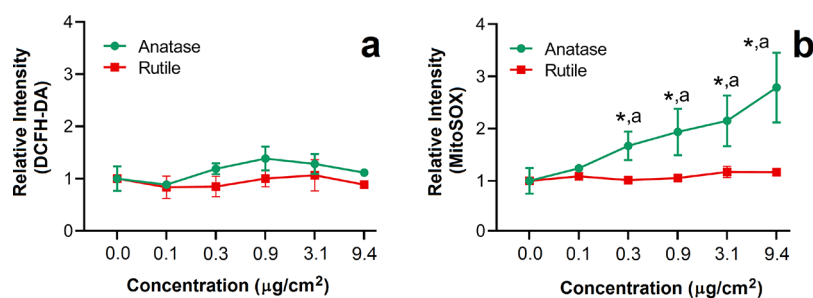 a
Relative Intensity
(DCFH-DA)
4
3
2
1
0
Anatase
Rutile
0.0 0.1 0.3 0.9 3.1 9.4
Concentration (µg/cm²)
b
Relative Intensity
(MitoSOX)
4
3
2
1
0
Anatase
Rutile
*,a *,a *,a *,a
0.0 0.1 0.3 0.9 3.1 9.4
Concentration (µg/cm²)